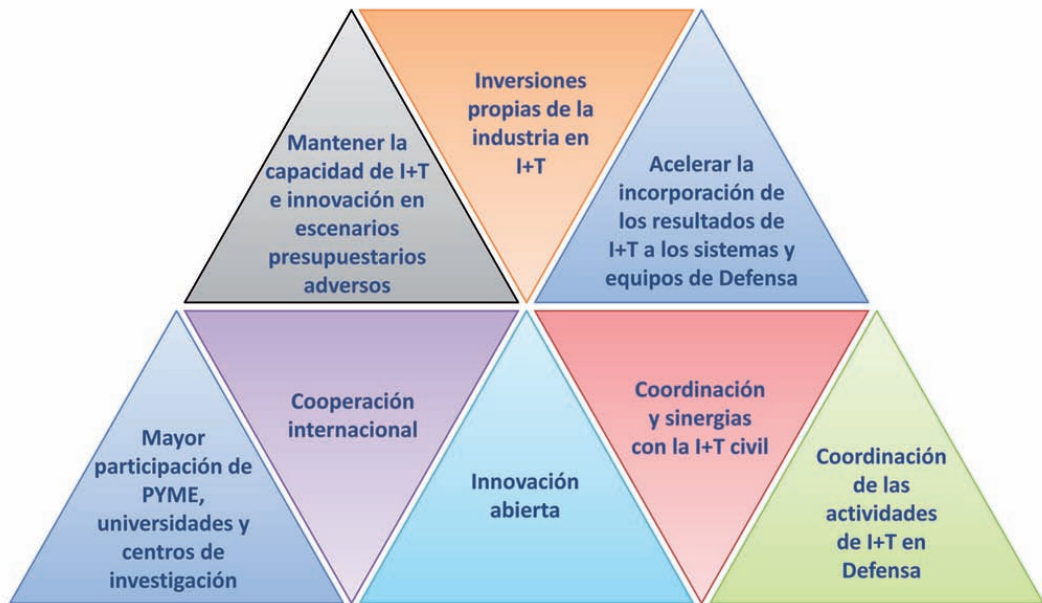 Inversiones
propias de la
industria en
I+T
Mantener la
capacidad de I+T
e innovación en
escenarios
presupuestarios
adversos
Acelerar la
incorporación de
los resultados de
I+T a los sistemas y
equipos de Defensa
Mayor
participación de
PYME,
universidades y
centros de
investigación
Cooperación
internacional
Innovación
abierta
Coordinación
y sinergias
con la I+T civil
Coordinación
de las
actividades
de I+T en
Defensa